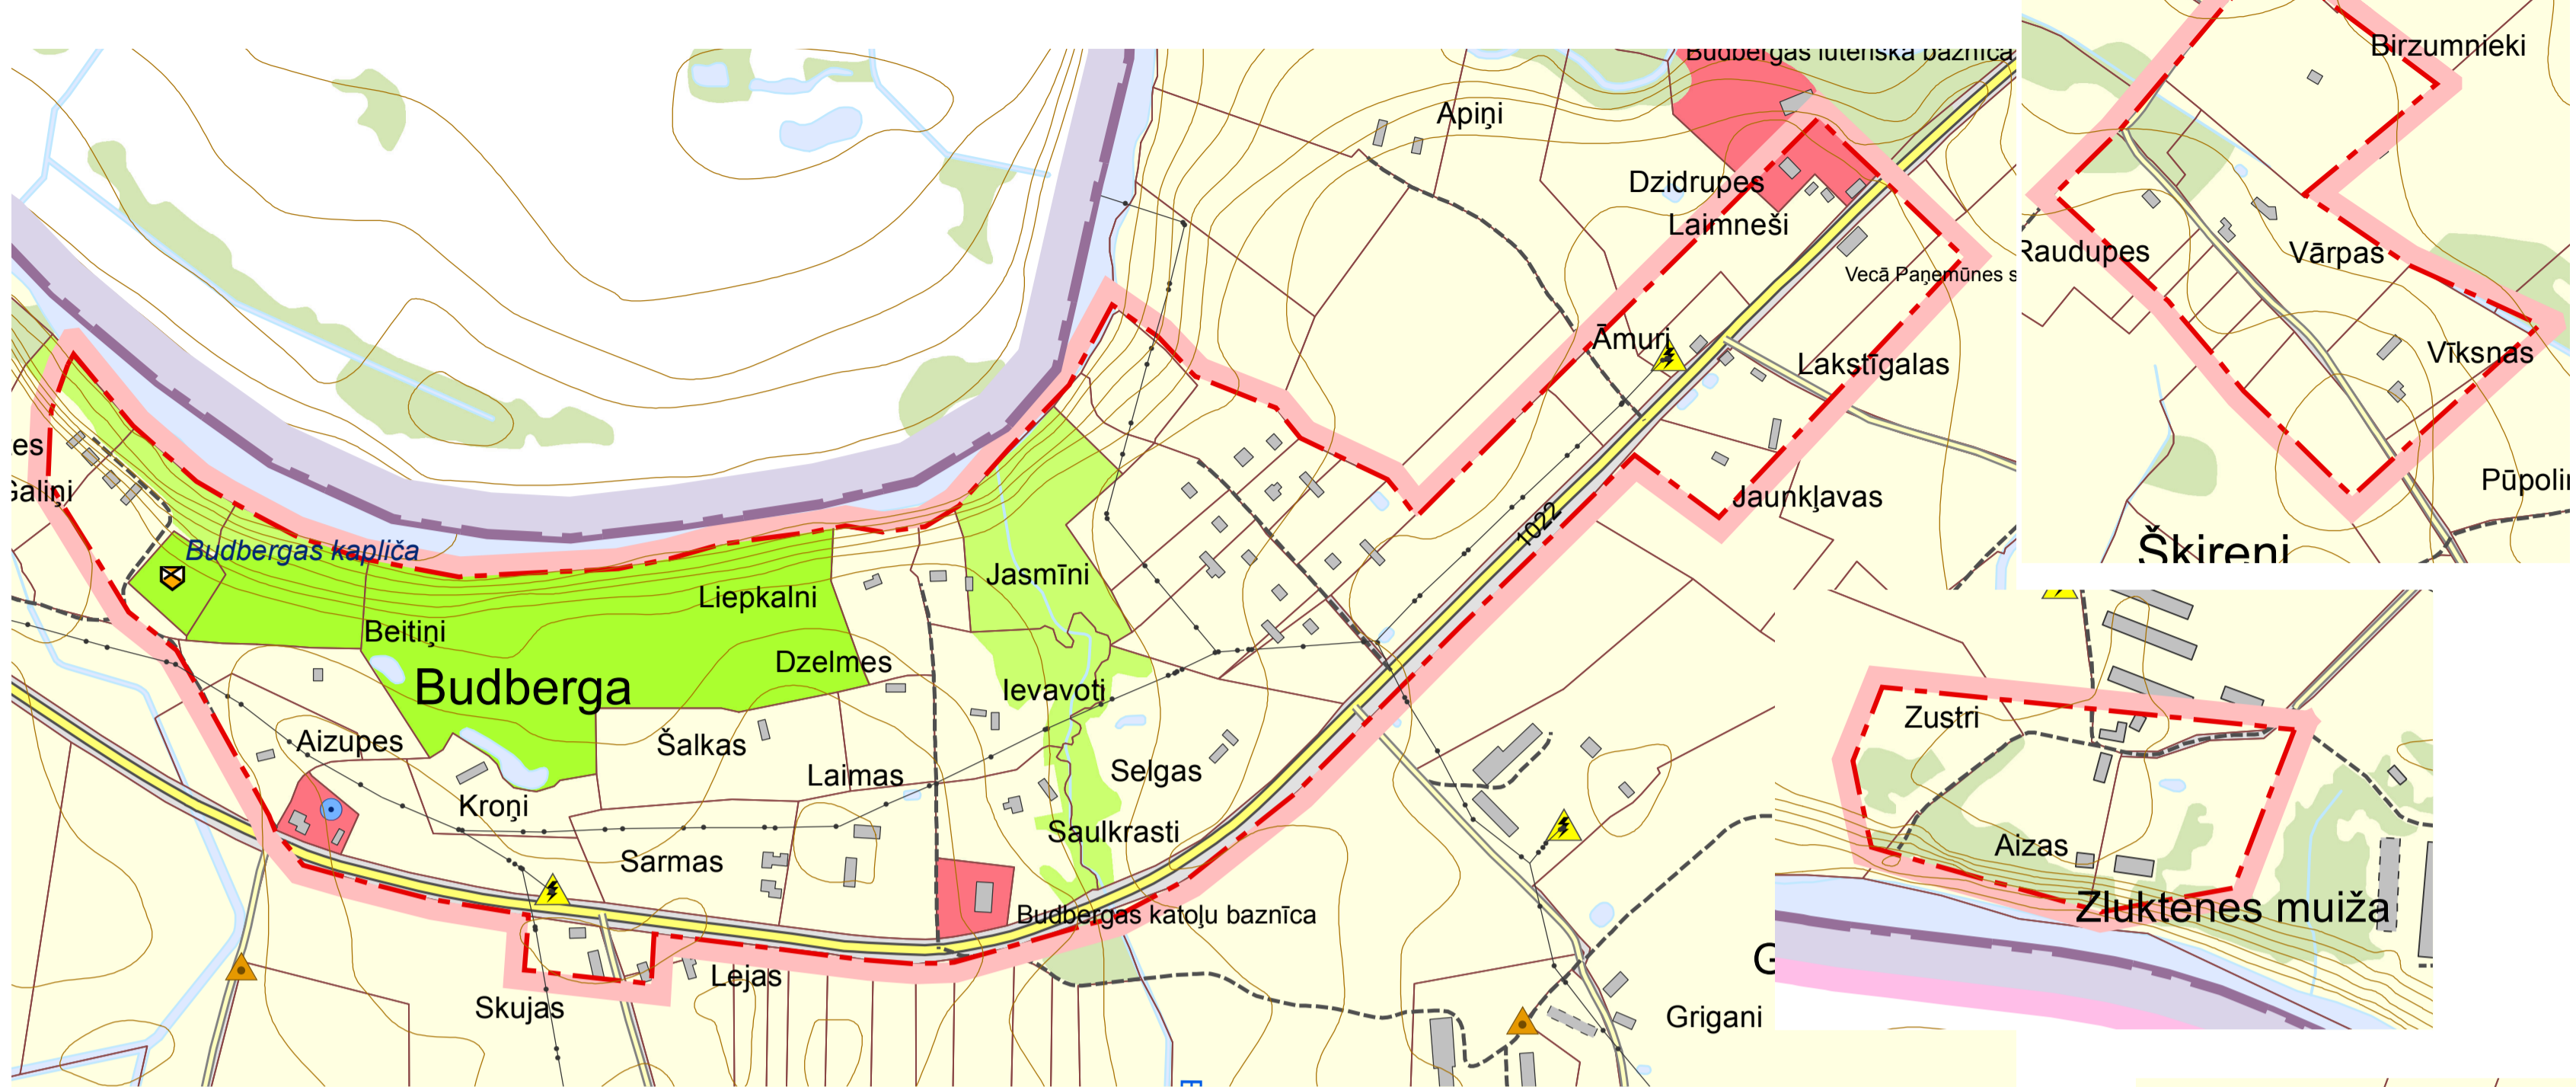 Budbergas luteriskā baznīca
Birzumnieki
Apiņi
Dzidrupes
Laimneši
Raudupes
Vārpas
Vecā Paņemūnes s
Āmuri
Lakstīgalas
Vīksnas
es
Galiņi
Jaunkļavas
Pūpoli
1022
Budbergas kapliča
Škireņi
Jasmīni
Liepkalni
Beitiņi
Dzelmes
Budberga
Ievavoti
Zustri
Aizupes
Šalkas
Laimas
Selgas
Kroņi
Saulkrasti
Sarmas
Aizas
Zluktenes muiža
Budbergas katoļu baznīca
G
Lejas
Skujas
Grigani